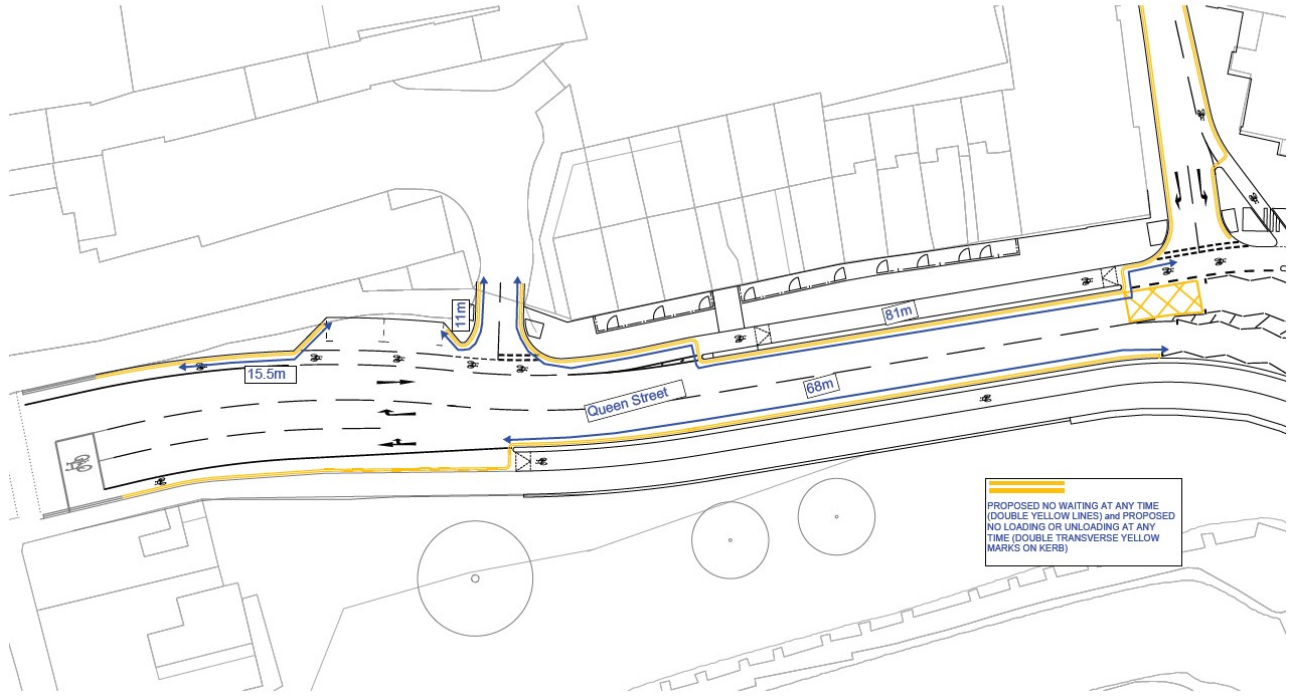 11m
81m
15.5m
Queen Street
68m
PROPOSED NO WAITING AT ANY TIME
(DOUBLE YELLOW LINES) and PROPOSED
NO LOADING OR UNLOADING AT ANY
TIME (DOUBLE TRANSVERSE YELLOW
MARKS ON KERB)